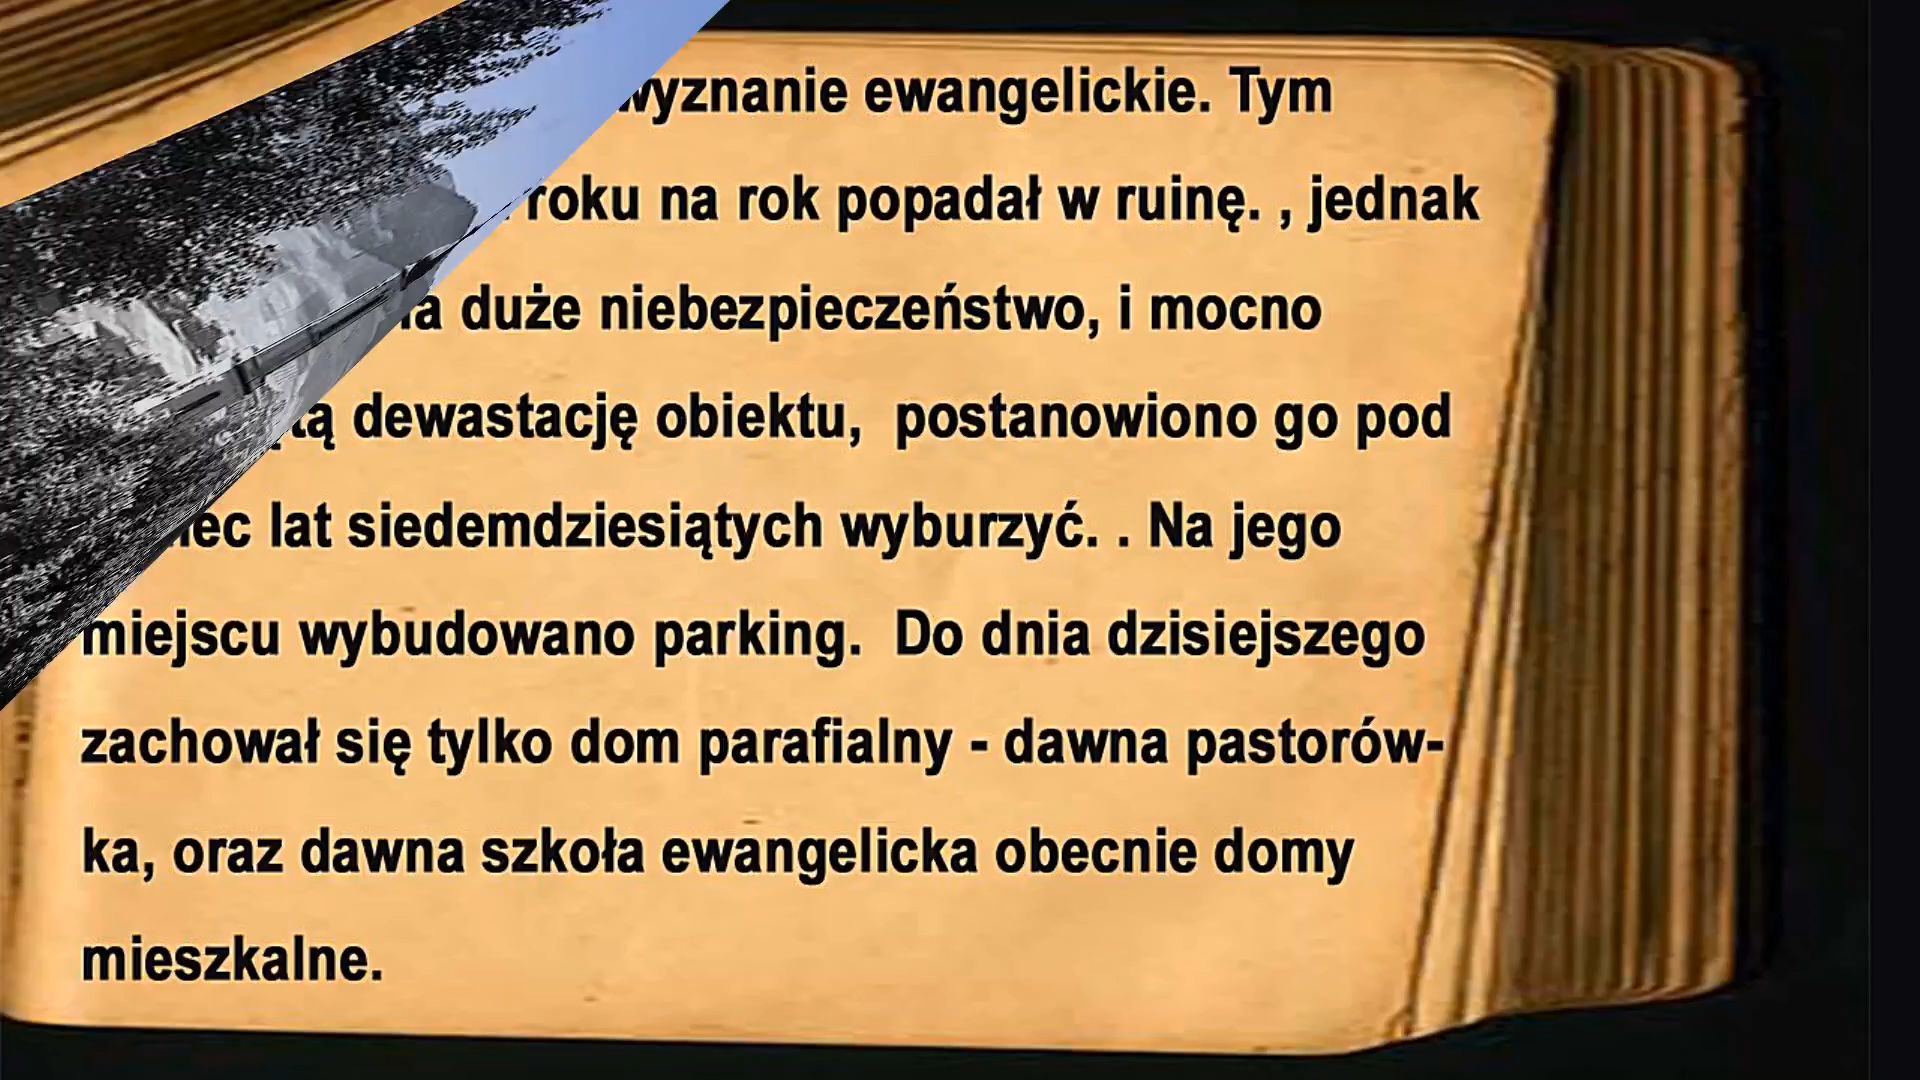 wyznanie ewangelickie. Tym
roku na rok popadał w ruinę. , jednak
duże niebezpieczeństwo, i mocno
dewastację obiektu, postanowiono go pod
lat siedemdziesiątych wyburzyć. . Na jego
miejscu wybudowano parking. Do dnia dzisiejszego
zachował się tylko dom parafialny - dawna pastorów-
ka, oraz dawna szkoła ewangelicka obecnie domy
mieszkalne.